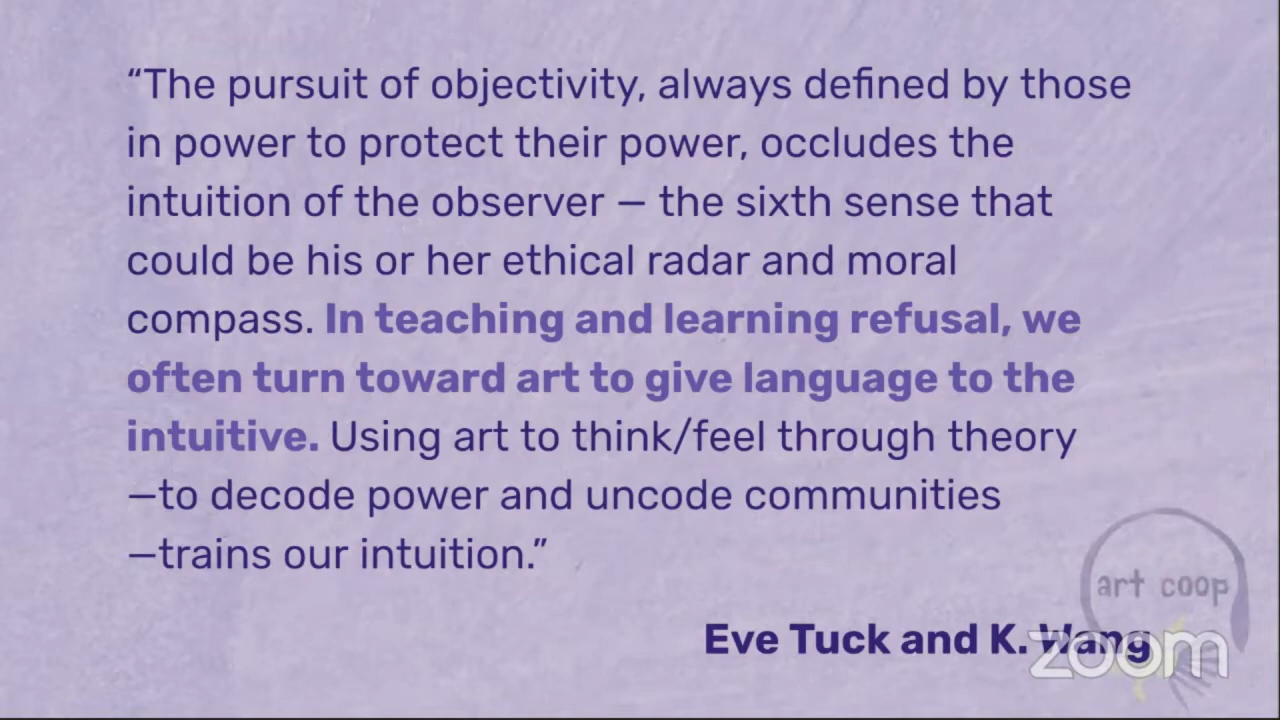 “The pursuit of objectivity, always defined by those
in power to protect their power, occludes the
intuition of the observer — the sixth sense that
could be his or her ethical radar and moral
compass. In teaching and learning refusal, we
often turn toward art to give language to the
intuitive. Using art to think/feel through theory
—to decode power and uncode communities
—trains our intuition.”
art coop
Eve Tuck and K. Wang
zoom